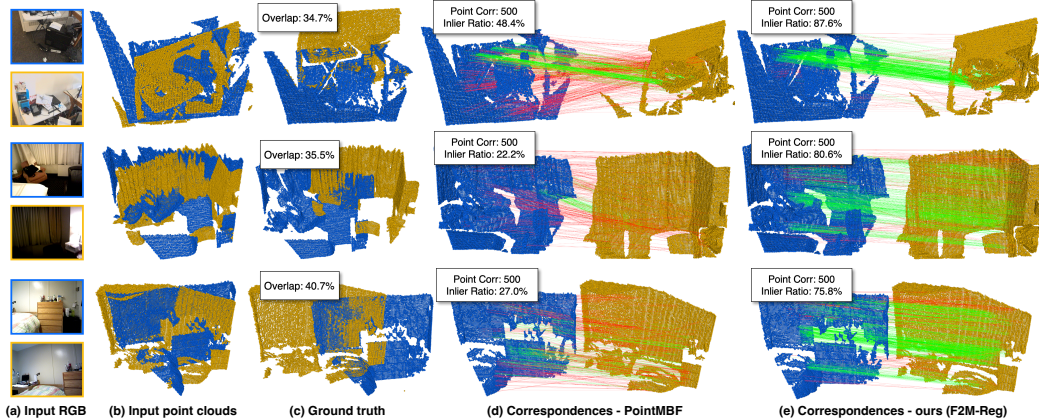 Overlap: 34.7%
Point Corr: 500
Inlier Ratio: 48.4%
Point Corr: 500
Inlier Ratio: 87.6%
Overlap: 35.5%
Point Corr: 500
Inlier Ratio: 22.2%
Point Corr: 500
Inlier Ratio: 80.6%
Overlap: 40.7%
Point Corr: 500
Inlier Ratio: 27.0%
Point Corr: 500
Inlier Ratio: 75.8%
(a) Input RGB
(b) Input point clouds
(c) Ground truth
(d) Correspondences - PointMBF
(e) Correspondences - ours (F2M-Reg)